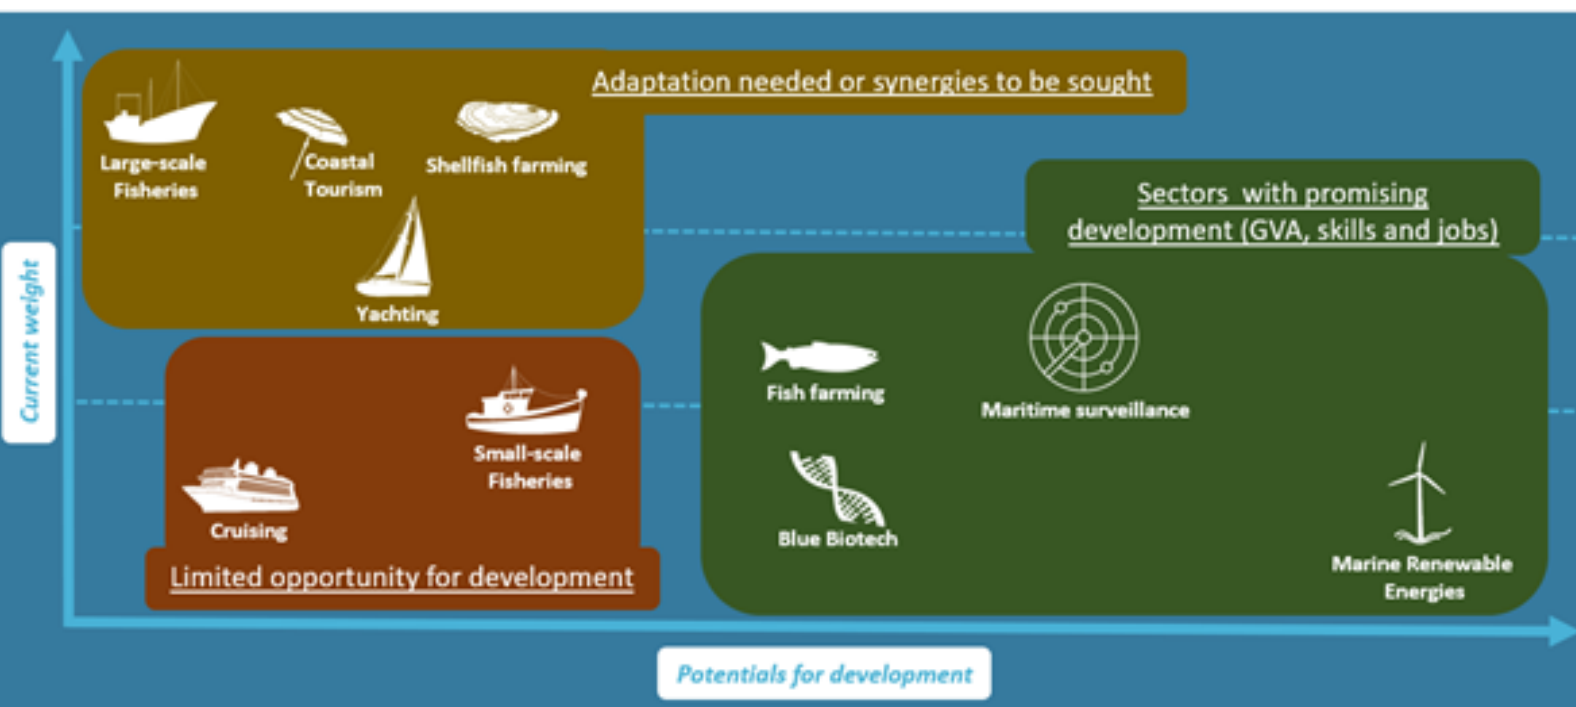 Adaptation needed or synergies to be sought
Large-scale
Fisheries
Coastal
Tourism
Shellfish farming
Yachting
Sectors with promising
development (GVA, skills and jobs)
Current weight
Fish farming
Maritime surveillance
Small-scale
Fisheries
Cruising
Blue Biotech
Marine Renewable
Energies
Limited opportunity for development
Potentials for development